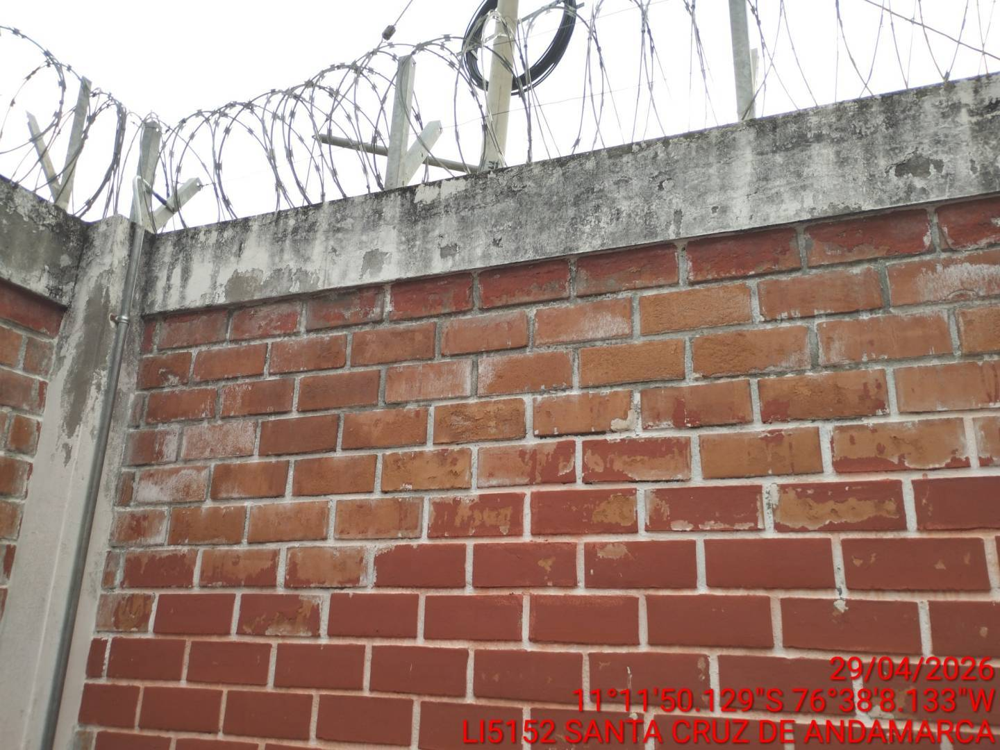 29/04/2026
11°11'50.129"S 76°38'8.133"W
LI5152 SANTA CRUZ DE ANDAMARCA